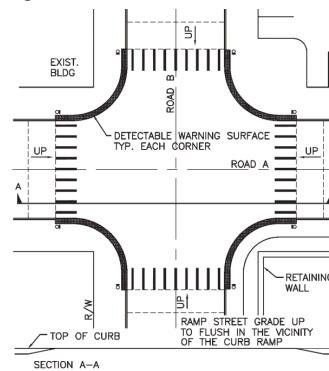 UP
EXIST.
BLDG
ROAD B
DETECTABLE WARNING SURFACE
TYP. EACH CORNER
UP
ROAD A
UP
A
UP
RETAINING
WALL
R/W
RAMP STREET GRADE UP
TO FLUSH IN THE VICINITY
OF THE CURB RAMP
TOP OF CURB
SECTION A-A